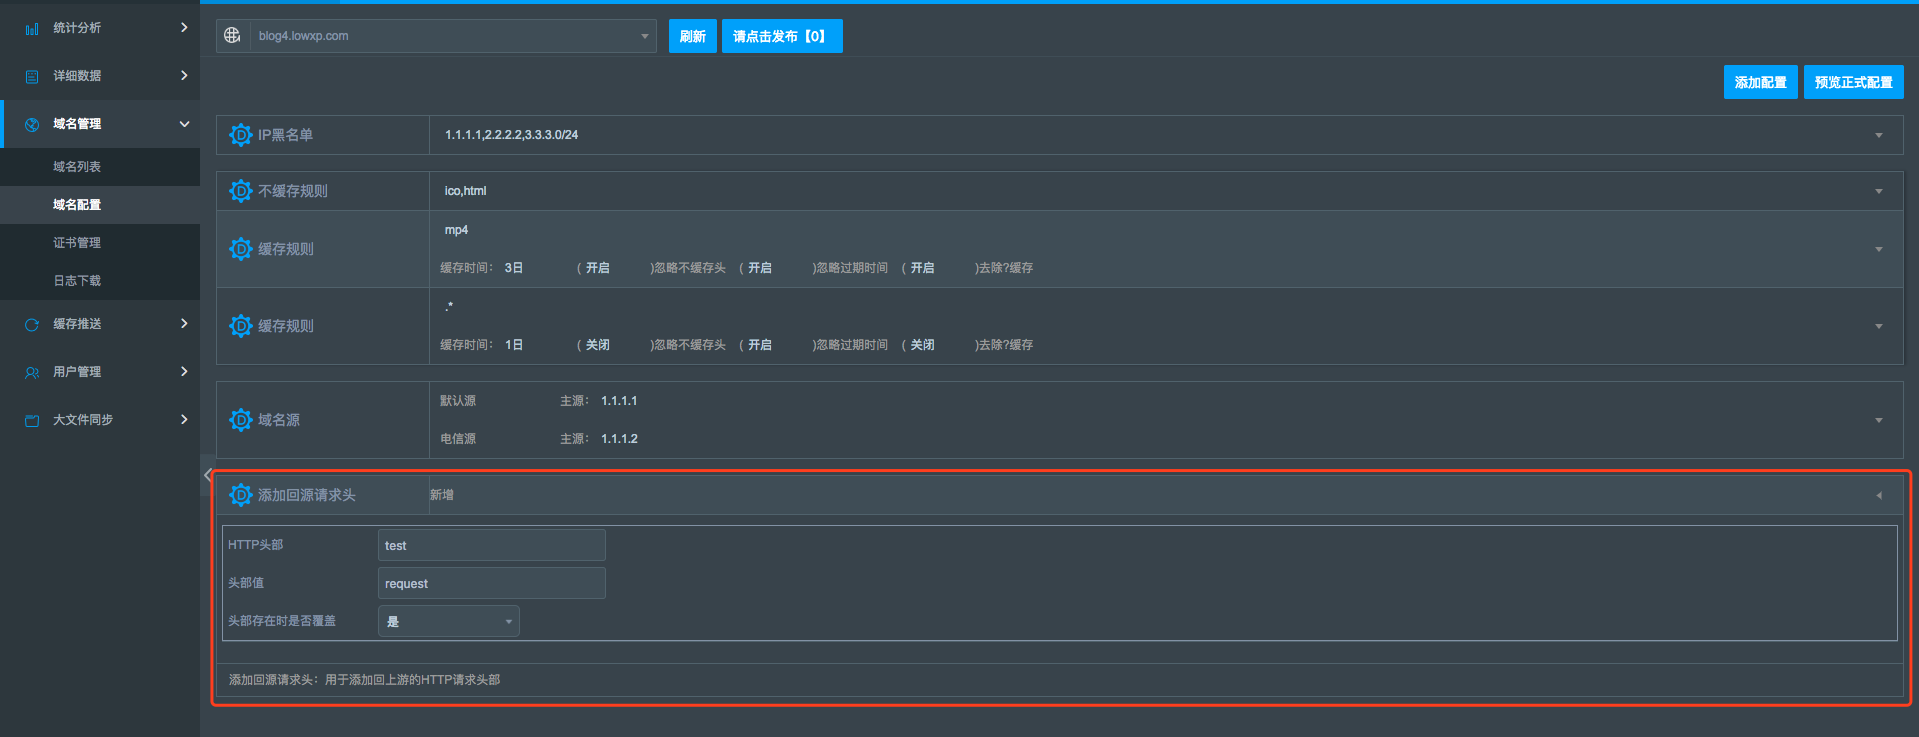 统计分析
详细数据
域名管理
域名列表
域名配置
证书管理
日志下载
缓存推送
用户管理
大文件同步
blog4.lowxp.com
刷新
请点击发布【0】
添加配置
预览正式配置
IP黑名单
1.1.1.1,2.2.2.2,3.3.3.0/24
不缓存规则
ico,html
缓存规则
mp4
缓存时间: 3日 ( 开启 )忽略不缓存头 ( 开启 )忽略过期时间 ( 开启 )去除?缓存
缓存规则
.*
缓存时间: 1日 ( 关闭 )忽略不缓存头 ( 开启 )忽略过期时间 ( 关闭 )去除?缓存
域名源
默认源 主源: 1.1.1.1
电信源 主源: 1.1.1.2
添加回源请求头 新增
HTTP头部 test
头部值 request
头部存在时是否覆盖 是
添加回源请求头: 用于添加回上游的HTTP请求头部